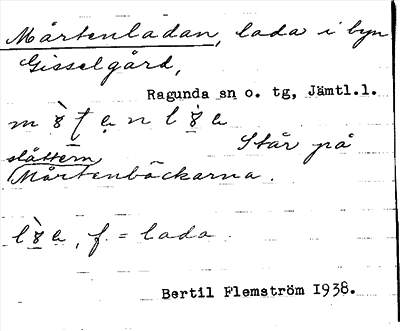 Mårtenladan, lada i byn
Gisselgård,
Ragunda sn o. tg, Jämtl.l.
Står på
slåttern
Mårtenbäckarna.
f. = lada
Bertil Flemström 1938.